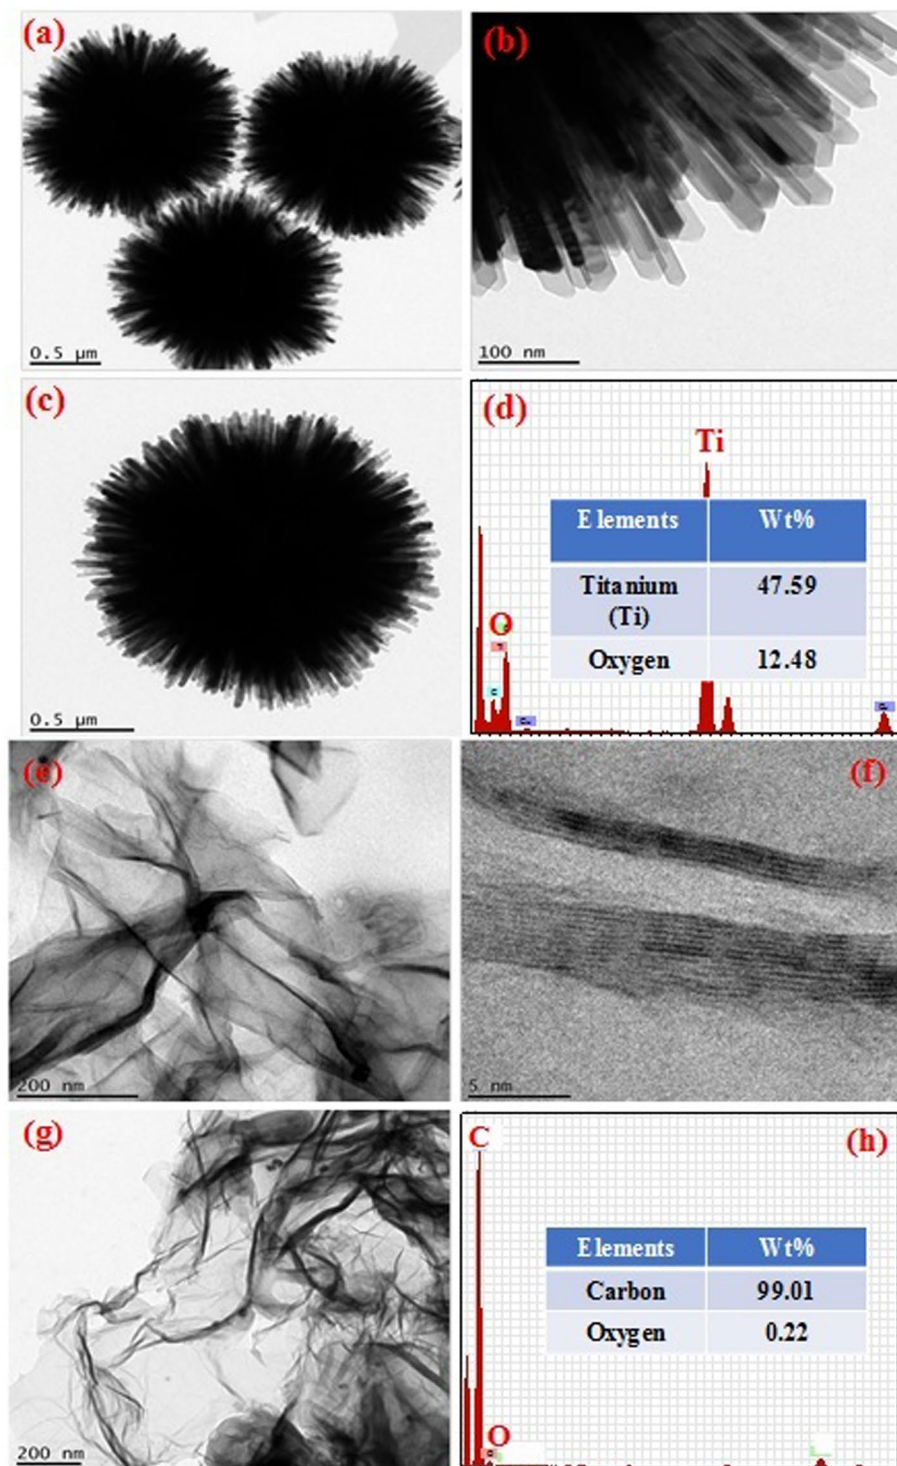 (a)
(b)
0.5 µm
100 nm
(c)
(d)
Ti
Elements Wt%
Titanium (Ti) 47.59
Oxygen 12.48
O
0.5 µm
(e)
(f)
200 nm
5 nm
(g)
(h)
C
Elements Wt%
Carbon 99.01
Oxygen 0.22
O
200 nm